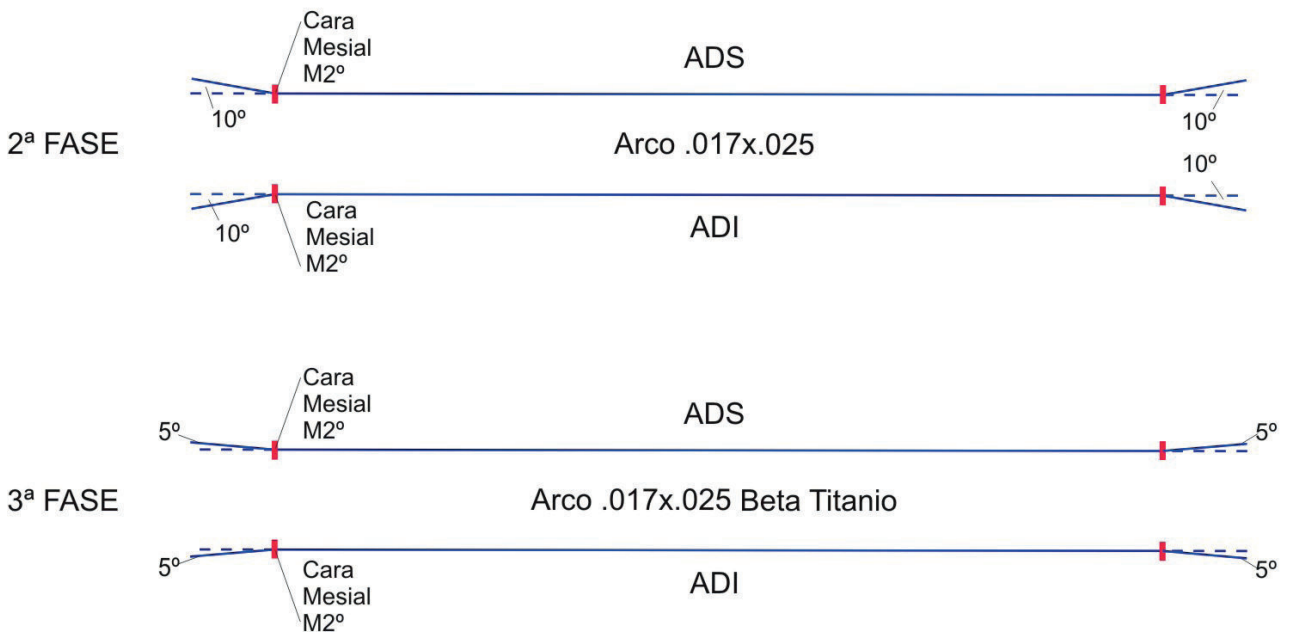 Cara
Mesial
M2º
ADS
10º
10º
2ª FASE
Arco .017x.025
10º
10º
Cara
Mesial
M2º
ADI
Cara
Mesial
M2º
ADS
5º
5º
3ª FASE
Arco .017x.025 Beta Titanio
5º
5º
Cara
Mesial
M2º
ADI